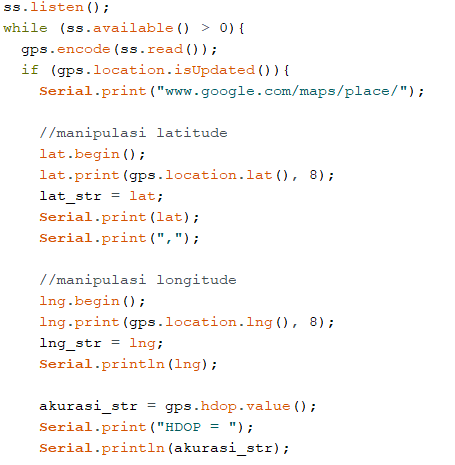 ss.listen();
while (ss.available() > 0){
gps.encode(ss.read());
if (gps.location.isUpdated()){
Serial.print("www.google.com/maps/place/");
//manipulasi latitude
lat.begin();
lat.print(gps.location.lat(), 8);
lat_str = lat;
Serial.print(lat);
Serial.print(",");
//manipulasi longitude
lng.begin();
lng.print(gps.location.lng(), 8);
lng_str = lng;
Serial.println(lng);
akurasi_str = gps.hdop.value();
Serial.print("HDOP = ");
Serial.println(akurasi_str);